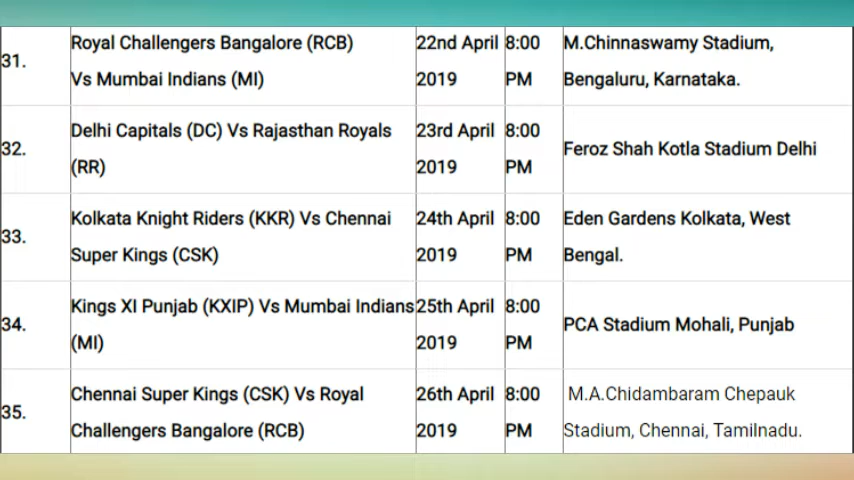 31.
Royal Challengers Bangalore (RCB)
Vs Mumbai Indians (MI)
22nd April
2019
8:00
PM
M.Chinnaswamy Stadium,
Bengaluru, Karnataka.
32.
Delhi Capitals (DC) Vs Rajasthan Royals
(RR)
23rd April
2019
8:00
PM
Feroz Shah Kotla Stadium Delhi
33.
Kolkata Knight Riders (KKR) Vs Chennai
Super Kings (CSK)
24th April
2019
8:00
PM
Eden Gardens Kolkata, West
Bengal.
34.
Kings XI Punjab (KXIP) Vs Mumbai Indians
(MI)
25th April
2019
8:00
PM
PCA Stadium Mohali, Punjab
35.
Chennai Super Kings (CSK) Vs Royal
Challengers Bangalore (RCB)
26th April
2019
8:00
PM
M.A.Chidambaram Chepauk
Stadium, Chennai, Tamilnadu.